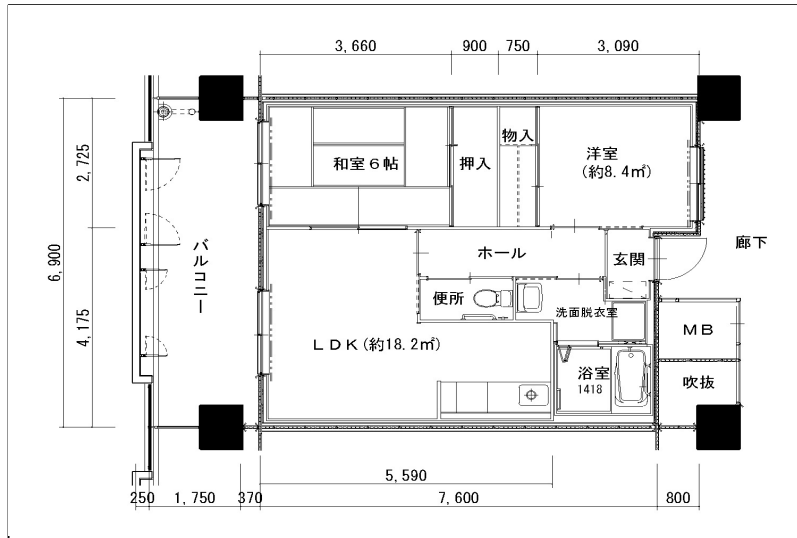 3,660
900
750
3,090
2,725
4,175
6,900
和室6帖
押入
物入
洋室
(約8.4㎡)
バルコニー
ホール
玄関
廊下
便所
洗面脱衣室
LDK(約18.2㎡)
浴室
1418
MB
吹抜
5,590
250
1,750
370
7,600
800